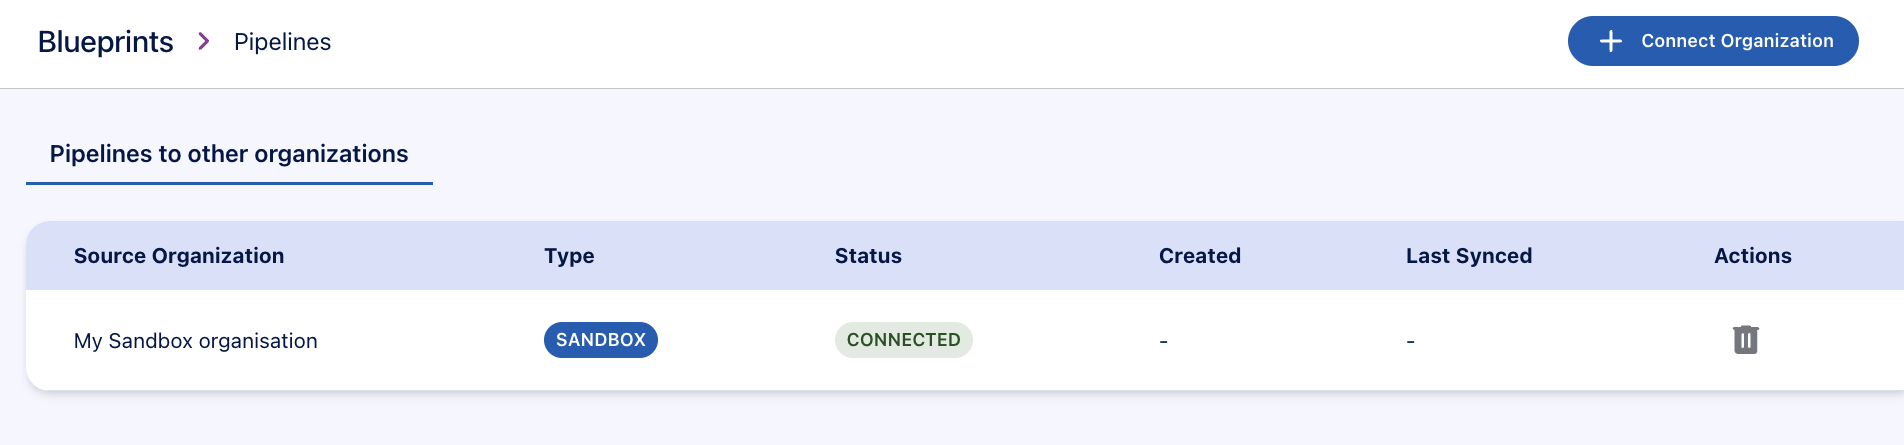 Blueprints > Pipelines
Connect Organization
Pipelines to other organizations
Source Organization Type Status Created Last Synced Actions
My Sandbox organisation SANDBOX CONNECTED - -